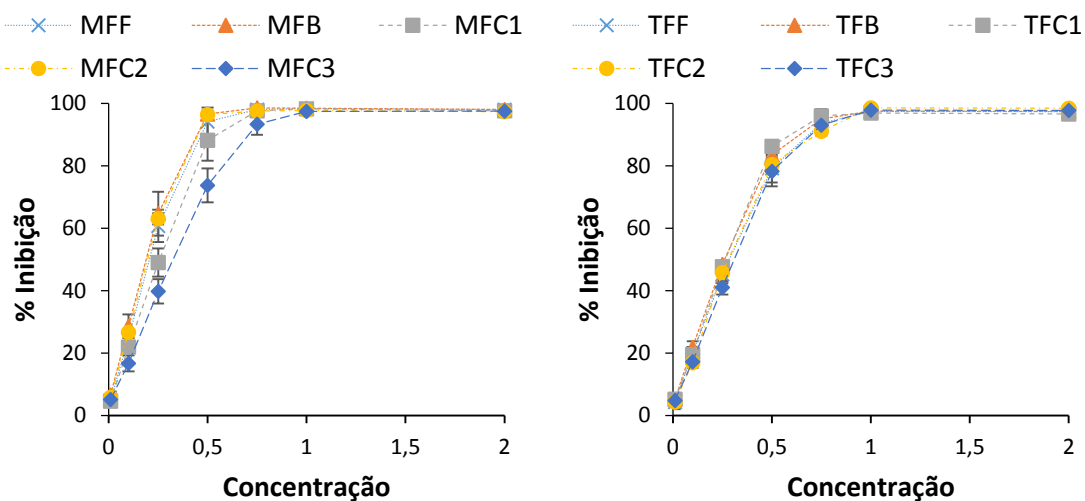 MFF MFB MFC1
MFC2 MFC3
% Inibição
100
80
60
40
20
0
0 0,5 1 1,5 2
Concentração
TFF TFB TFC1
TFC2 TFC3
% Inibição
100
80
60
40
20
0
0 0,5 1 1,5 2
Concentração